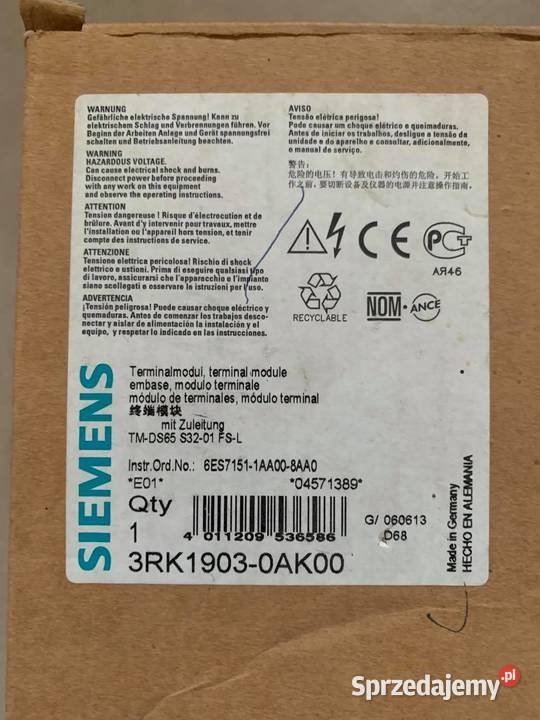 WARNUNG
Gefährliche elektrische Spannung! Kann zu
elektrischem Schlag und Verbrennungen führen. Vor
Beginn der Arbeiten Anlage und Gerät spannungsfrei
schalten und Betriebsanleitung beachten.
WARNING
HAZARDOUS VOLTAGE.
Can cause electrical shock and burns.
Disconnect power before proceeding
with any work on this equipment
and observe the operating instructions.
ATTENTION
Tension dangereuse ! Risque d'électrocution et de
brûlure. Avant d'y intervenir pour travaux, mettre
l'installation ou l'appareil hors tension, et tenir
compte des instructions de service.
ATTENZIONE
Tensione elettrica pericolosa! Rischio di shock
elettrico e ustioni. Prima di eseguire qualsiasi tipo
di lavoro, assicurarsi che l'apparecchio e l'impianto
siano scollegati e osservare le istruzioni per l'uso.
ADVERTENCIA
¡Tensión peligrosa! Puede causar choque eléctrico y
quemaduras. Antes de comenzar los trabajos desco-
nectar y aislar de alimentación la instalación y el
equipo, y respetar lo indicado en las instrucciones.
AVISO
Tensão elétrica perigosa!
Pode causar um choque elétrico e queimaduras.
Antes de iniciar os trabalhos, desligue a tensão de
unidade e do aparelho e consultar, adicionalmente,
o manual de serviço.
警告:
危险的电压! 有导致电击和灼伤的危险, 开始工
作之前, 要切断设备及仪器的电源并注意操作指南.
CE
РСТ
АЯ46
RECYCLABLE
NOM-ANCE
SIEMENS
Terminalmodul, terminal module
embase, modulo terminale
módulo de terminales, módulo terminal
终端模块
mit Zuleitung
TM-DS65 S32-01 FS-L
Instr.Ord.No.: 6ES7151-1AA00-8AA0
*E01* *04571389*
Qty
1
4 011209 536586
G/ 060613
D68
3RK1903-0AK00
Made in Germany
HECHO EN ALEMANIA
Sprzedajemy.pl